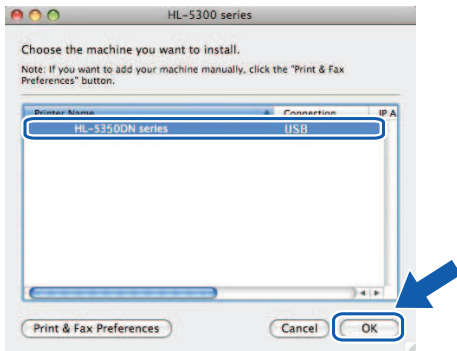 HL-5300 series
Choose the machine you want to install.
Note: If you want to add your machine manually, click the "Print & Fax
Preferences" button.
Printer Name Connection IP A
HL-5350DN series USB
Print & Fax Preferences Cancel OK